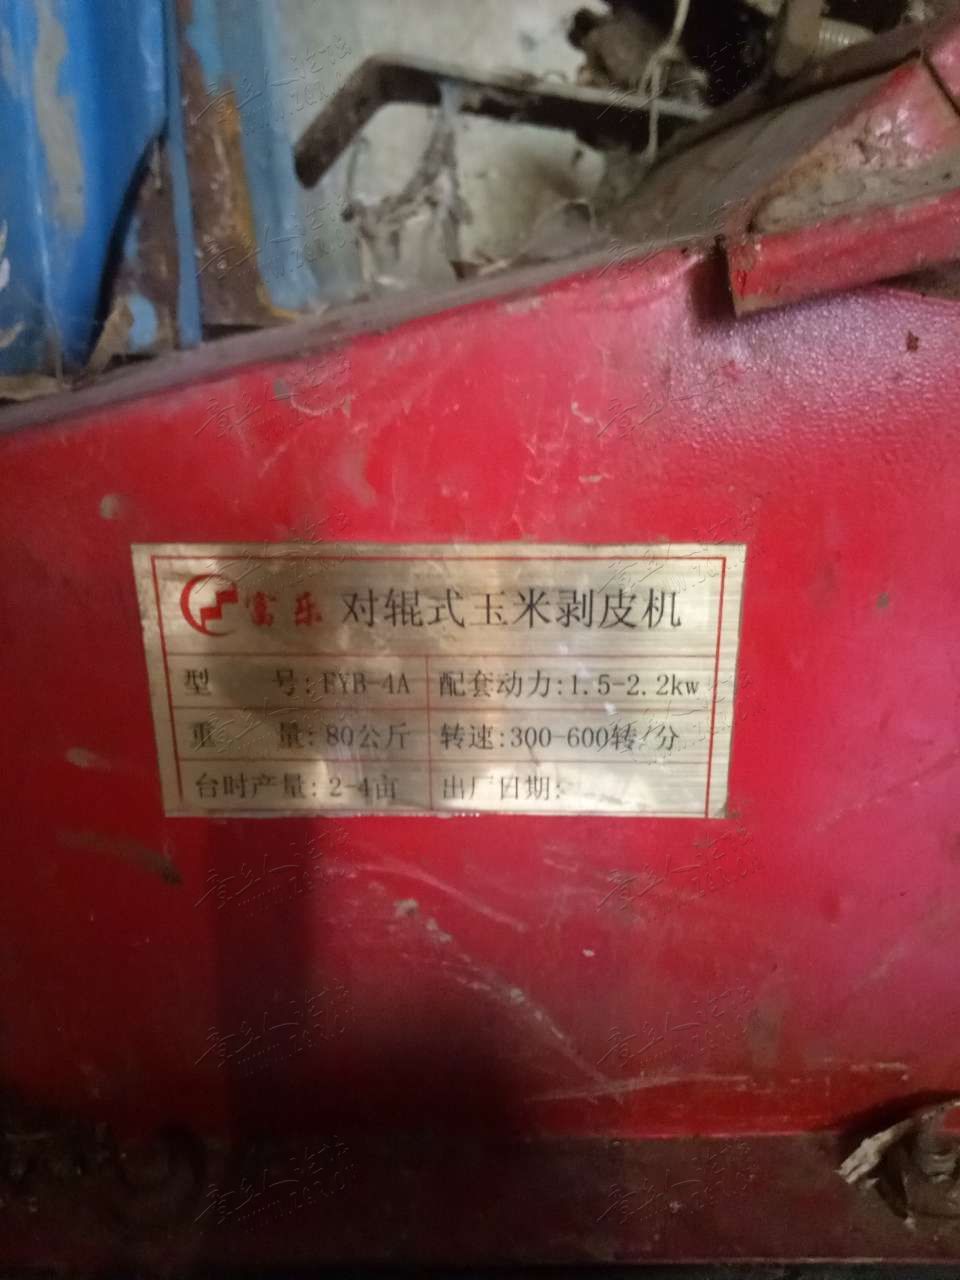 富乐 对辊式玉米剥皮机
型 号: FYB-4A 配套动力:1.5-2.2kw
重 量: 80公斤 转速:300-600转/分
台时产量: 2-4亩 出厂日期: